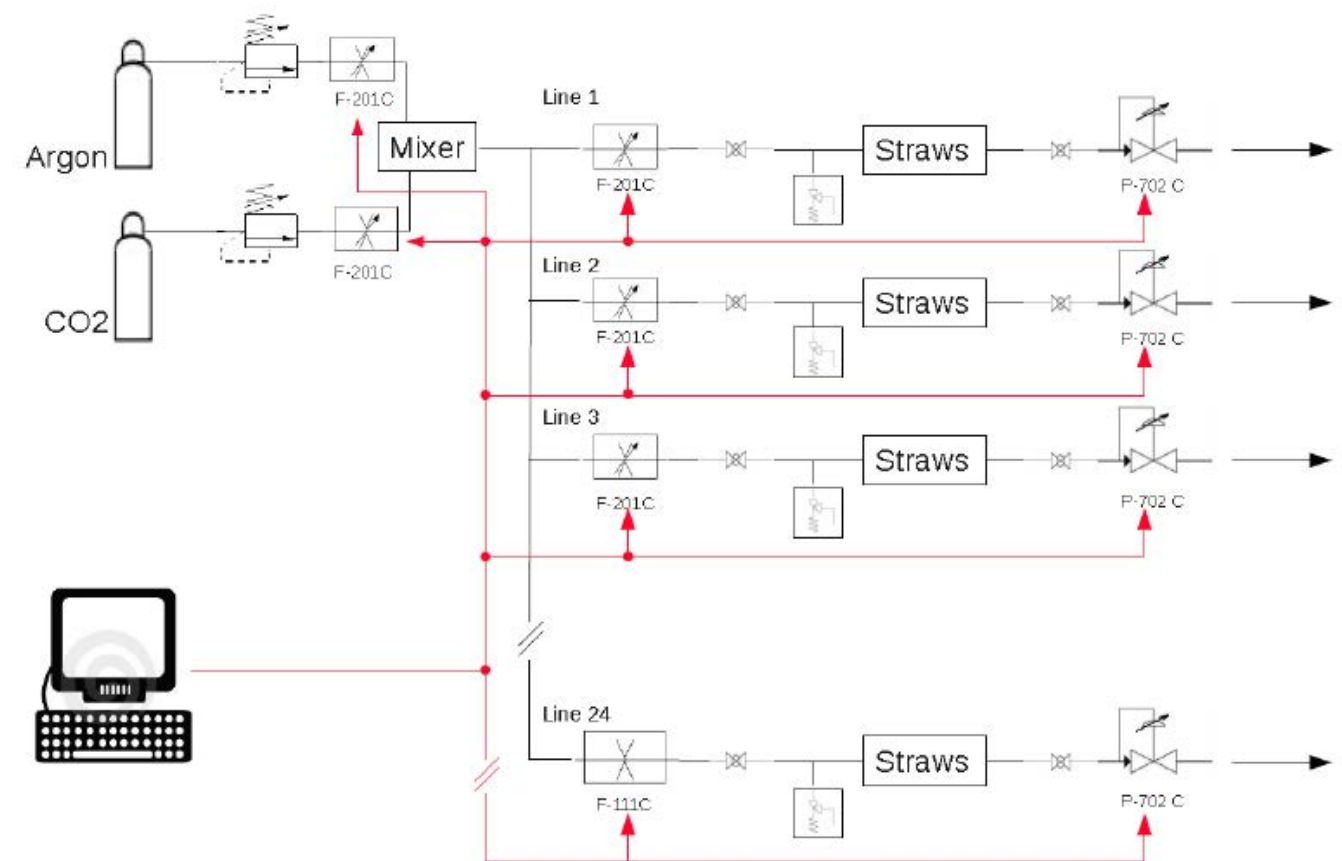 Argon
F-201C
Mixer
CO2
F-201C
Line 1
F-201C
Straws
P-702 C
Line 2
F-201C
Straws
P-702 C
Line 3
F-201C
Straws
P-702 C
Line 24
F-111C
Straws
P-702 C